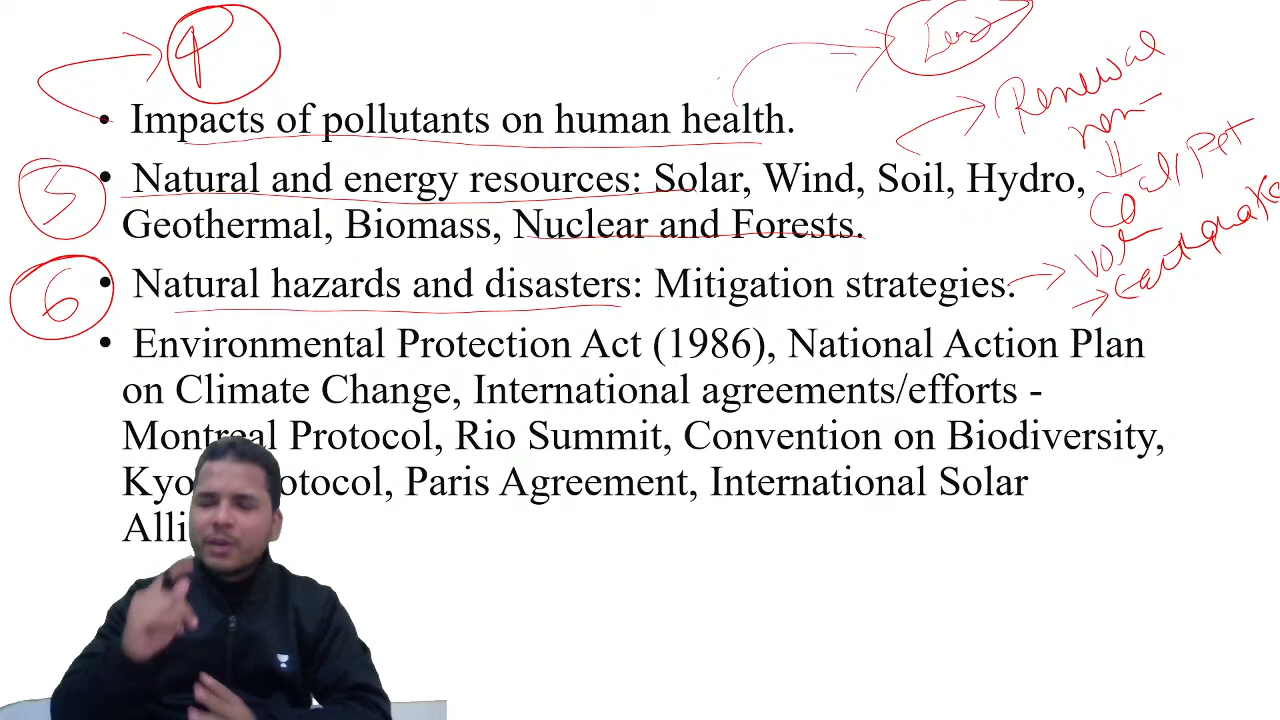 • Impacts of pollutants on human health.
• Natural and energy resources: Solar, Wind, Soil, Hydro,
Geothermal, Biomass, Nuclear and Forests.
• Natural hazards and disasters: Mitigation strategies.
• Environmental Protection Act (1986), National Action Plan
on Climate Change, International agreements/efforts -
Montreal Protocol, Rio Summit, Convention on Biodiversity,
Kyo otocol, Paris Agreement, International Solar
Alli
P
Renewal
non-
Coal/Pet
Vol
Earthquake
5
6